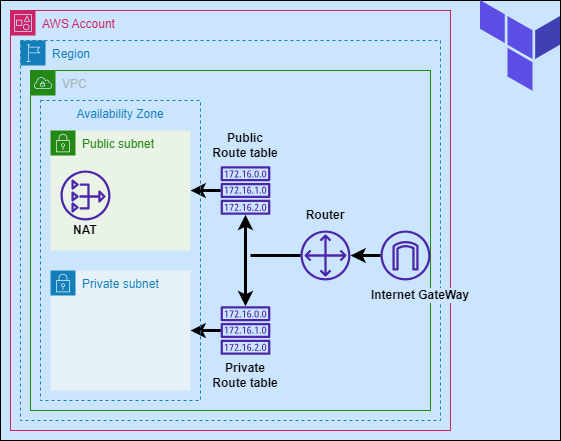 AWS Account
Region
VPC
Availability Zone
Public subnet
NAT
Private subnet
Public
Route table
172.16.0.0
172.16.1.0
172.16.2.0
Router
Internet GateWay
172.16.0.0
172.16.1.0
172.16.2.0
Private
Route table